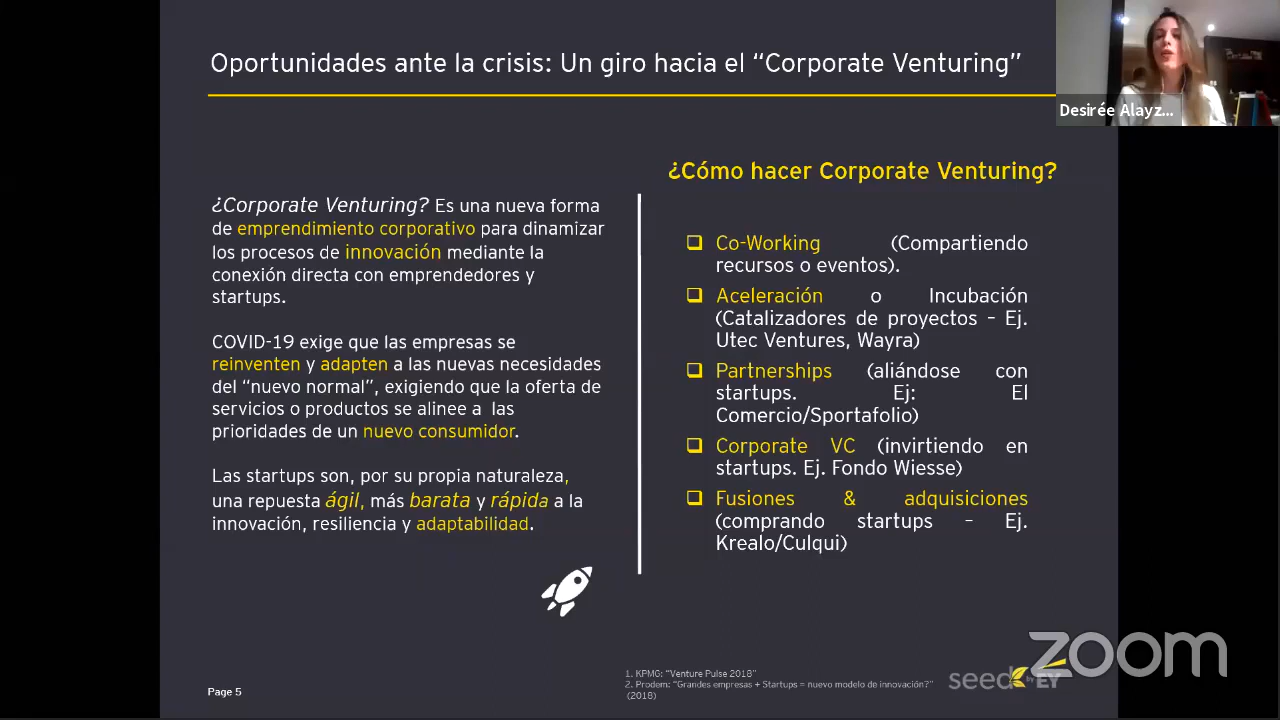 Oportunidades ante la crisis: Un giro hacia el “Corporate Venturing”
Desirée Alayz...
¿Corporate Venturing? Es una nueva forma
de emprendimiento corporativo para dinamizar
los procesos de innovación mediante la
conexión directa con emprendedores y
startups.
COVID-19 exige que las empresas se
reinventen y adapten a las nuevas necesidades
del “nuevo normal”, exigiendo que la oferta de
servicios o productos se alinee a las
prioridades de un nuevo consumidor.
Las startups son, por su propia naturaleza,
una repuesta ágil, más barata y rápida a la
innovación, resiliencia y adaptabilidad.
¿Cómo hacer Corporate Venturing?
Co-Working (Compartiendo
recursos o eventos).
Aceleración o Incubación
(Catalizadores de proyectos – Ej.
Utec Ventures, Wayra)
Partnerships (aliándose con
startups. Ej: El
Comercio/Sportafolio)
Corporate VC (invirtiendo en
startups. Ej. Fondo Wiesse)
Fusiones & adquisiciones
(comprando startups – Ej.
Krealo/Culqui)
Page 5
1. KPMG: “Venture Pulse 2018”
2. Prodem: “Grandes empresas + Startups = nuevo modelo de innovación?”
(2018)
seed by EY
zoom